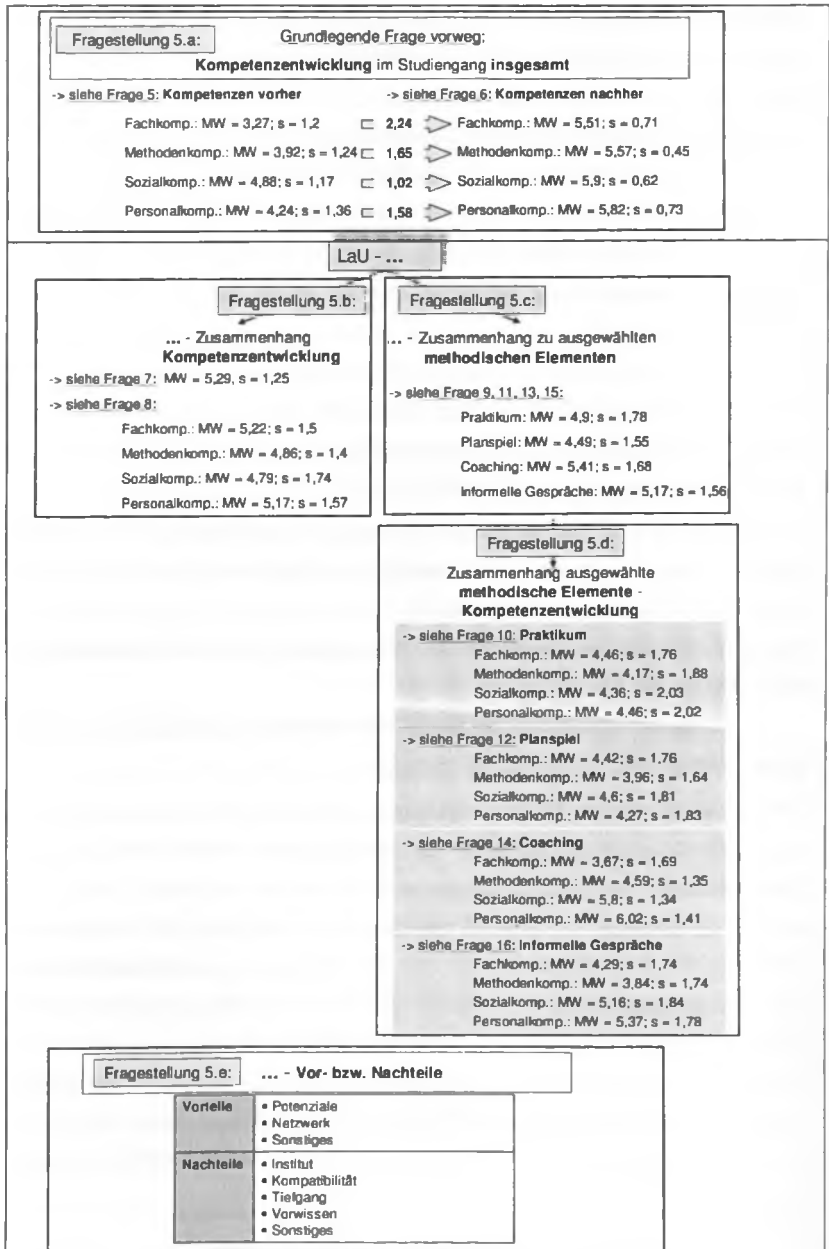 Fragestellung 5.a:
Grundlegende Frage vorweg:
Kompetenzentwicklung im Studiengang insgesamt
-> siehe Frage 5: Kompetenzen vorher
-> siehe Frage 6: Kompetenzen nachher
Fachkomp.: MW = 3,27; s = 1,2 2,24 Fachkomp.: MW = 5,51; s = 0,71
Methodenkomp.: MW = 3,92; s = 1,24 1,65 Methodenkomp.: MW = 5,57; s = 0,45
Sozialkomp.: MW = 4,88; s = 1,17 1,02 Sozialkomp.: MW = 5,9; s = 0,62
Personalkomp.: MW = 4,24; s = 1,36 1,58 Personalkomp.: MW = 5,82; s = 0,73
LaU - ...
Fragestellung 5.b:
... - Zusammenhang
Kompetenzentwicklung
-> siehe Frage 7: MW = 5,29, s = 1,25
-> siehe Frage 8:
Fachkomp.: MW = 5,22; s = 1,5
Methodenkomp.: MW = 4,86; s = 1,4
Sozialkomp.: MW = 4,79; s = 1,74
Personalkomp.: MW = 5,17; s = 1,57
Fragestellung 5.c:
... - Zusammenhang zu ausgewählten
methodischen Elementen
-> siehe Frage 9, 11, 13, 15:
Praktikum: MW = 4,9; s = 1,78
Planspiel: MW = 4,49; s = 1,55
Coaching: MW = 5,41; s = 1,68
Informelle Gespräche: MW = 5,17; s = 1,56
Fragestellung 5.d:
Zusammenhang ausgewählte
methodische Elemente -
Kompetenzentwicklung
-> siehe Frage 10: Praktikum
Fachkomp.: MW = 4,46; s = 1,76
Methodenkomp.: MW = 4,17; s = 1,88
Sozialkomp.: MW = 4,36; s = 2,03
Personalkomp.: MW = 4,46; s = 2,02
-> siehe Frage 12: Planspiel
Fachkomp.: MW = 4,42; s = 1,76
Methodenkomp.: MW = 3,96; s = 1,64
Sozialkomp.: MW = 4,6; s = 1,81
Personalkomp.: MW = 4,27; s = 1,83
-> siehe Frage 14: Coaching
Fachkomp.: MW = 3,67; s = 1,69
Methodenkomp.: MW = 4,59; s = 1,35
Sozialkomp.: MW = 5,8; s = 1,34
Personalkomp.: MW = 6,02; s = 1,41
-> siehe Frage 16: Informelle Gespräche
Fachkomp.: MW = 4,29; s = 1,74
Methodenkomp.: MW = 3,84; s = 1,74
Sozialkomp.: MW = 5,16; s = 1,84
Personalkomp.: MW = 5,37; s = 1,78
Fragestellung 5.e:
... - Vor- bzw. Nachteile
Vorteile
• Potenziale
• Netzwerk
• Sonstiges
Nachteile
• Institut
• Kompatibilität
• Tiefgang
• Vorwissen
• Sonstiges